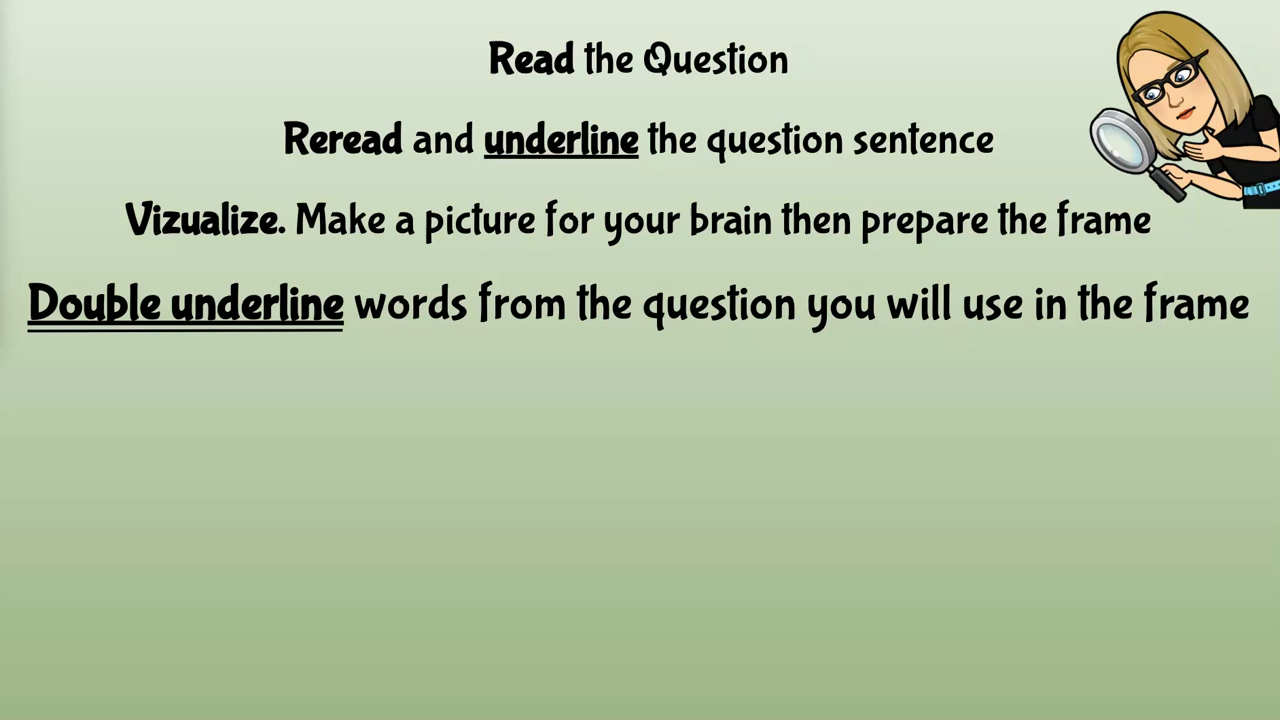 Read the Question
Reread and underline the question sentence
Vizualize. Make a picture for your brain then prepare the frame
Double underline words from the question you will use in the frame